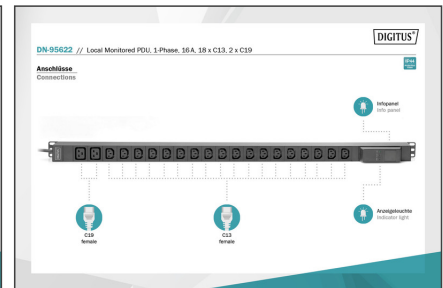 DIGITUS®
DN-95622 // Local Monitored PDU, 1-Phase, 16 A, 18 x C13, 2 x C19
Anschlüsse
Connections
Infopanel
Info panel
C19
female
C13
female
Anzeigeleuchte
Indicator light